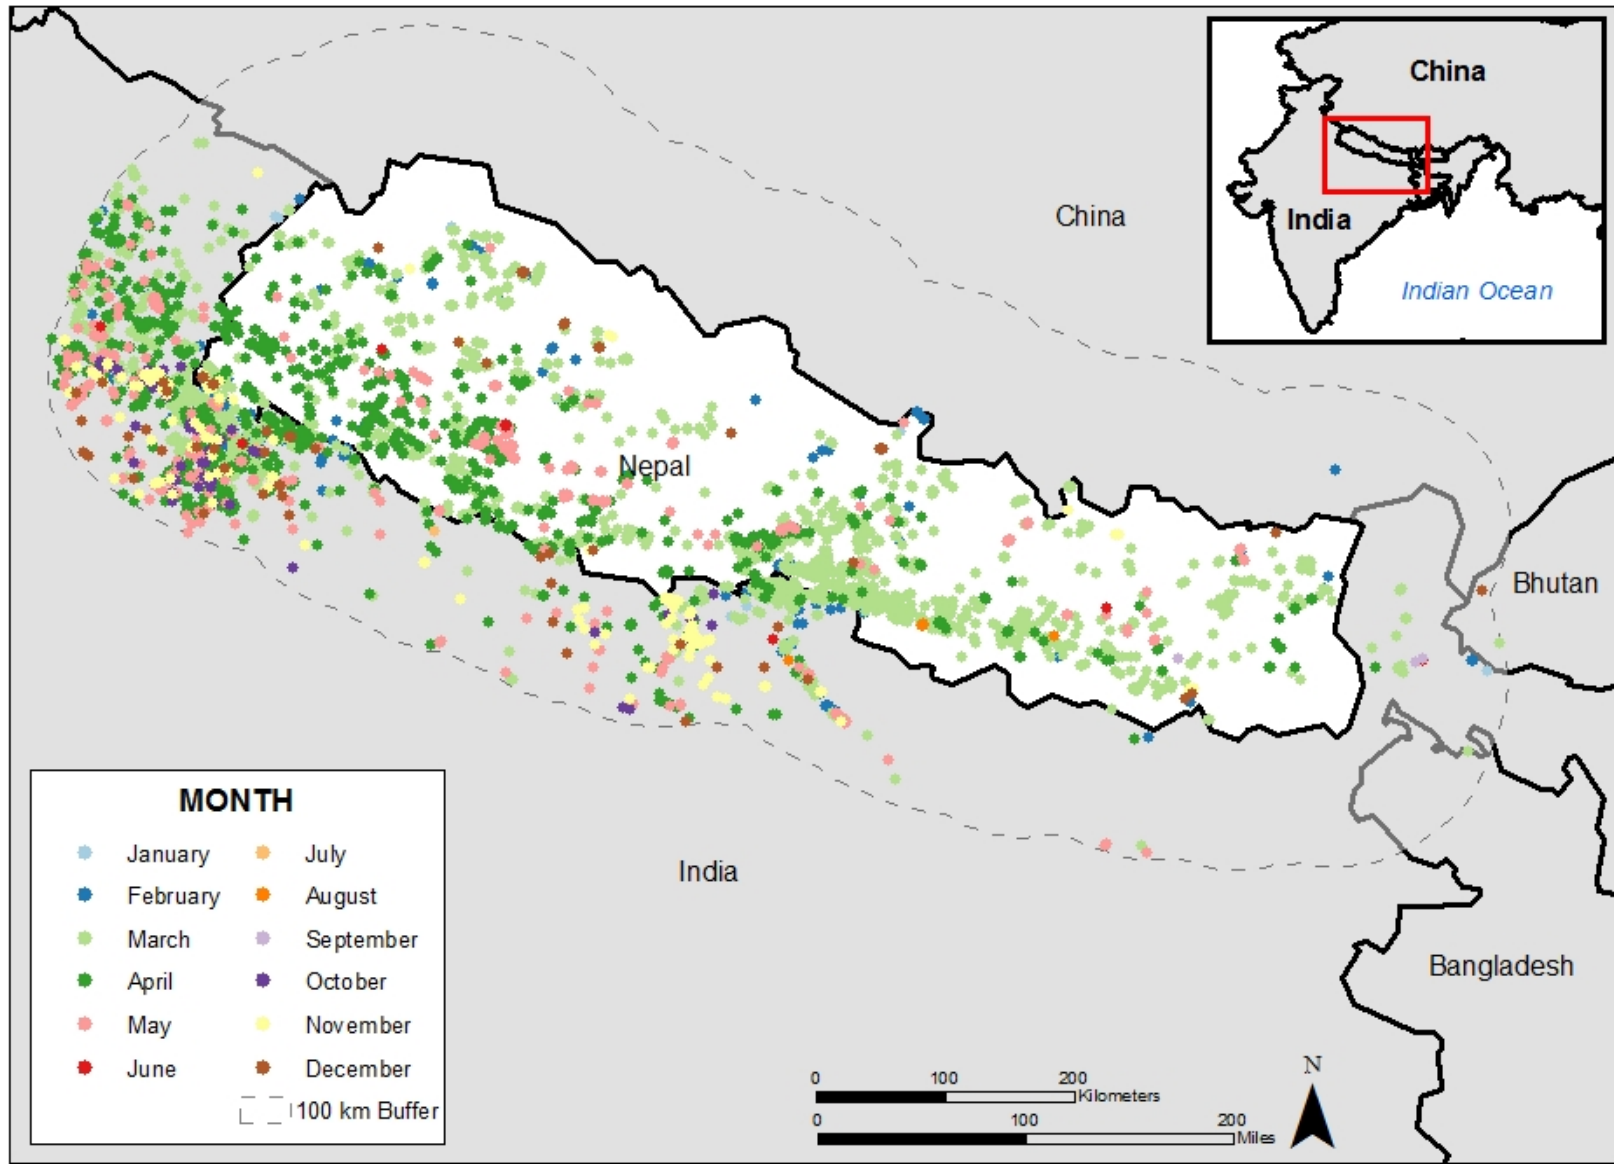 China
India
Indian Ocean
China
Nepal
Bhutan
India
Bangladesh
MONTH
January
July
February
August
March
September
April
October
May
November
June
December
100 km Buffer
0 100 200
Kilometers
0 100 200
Miles
N